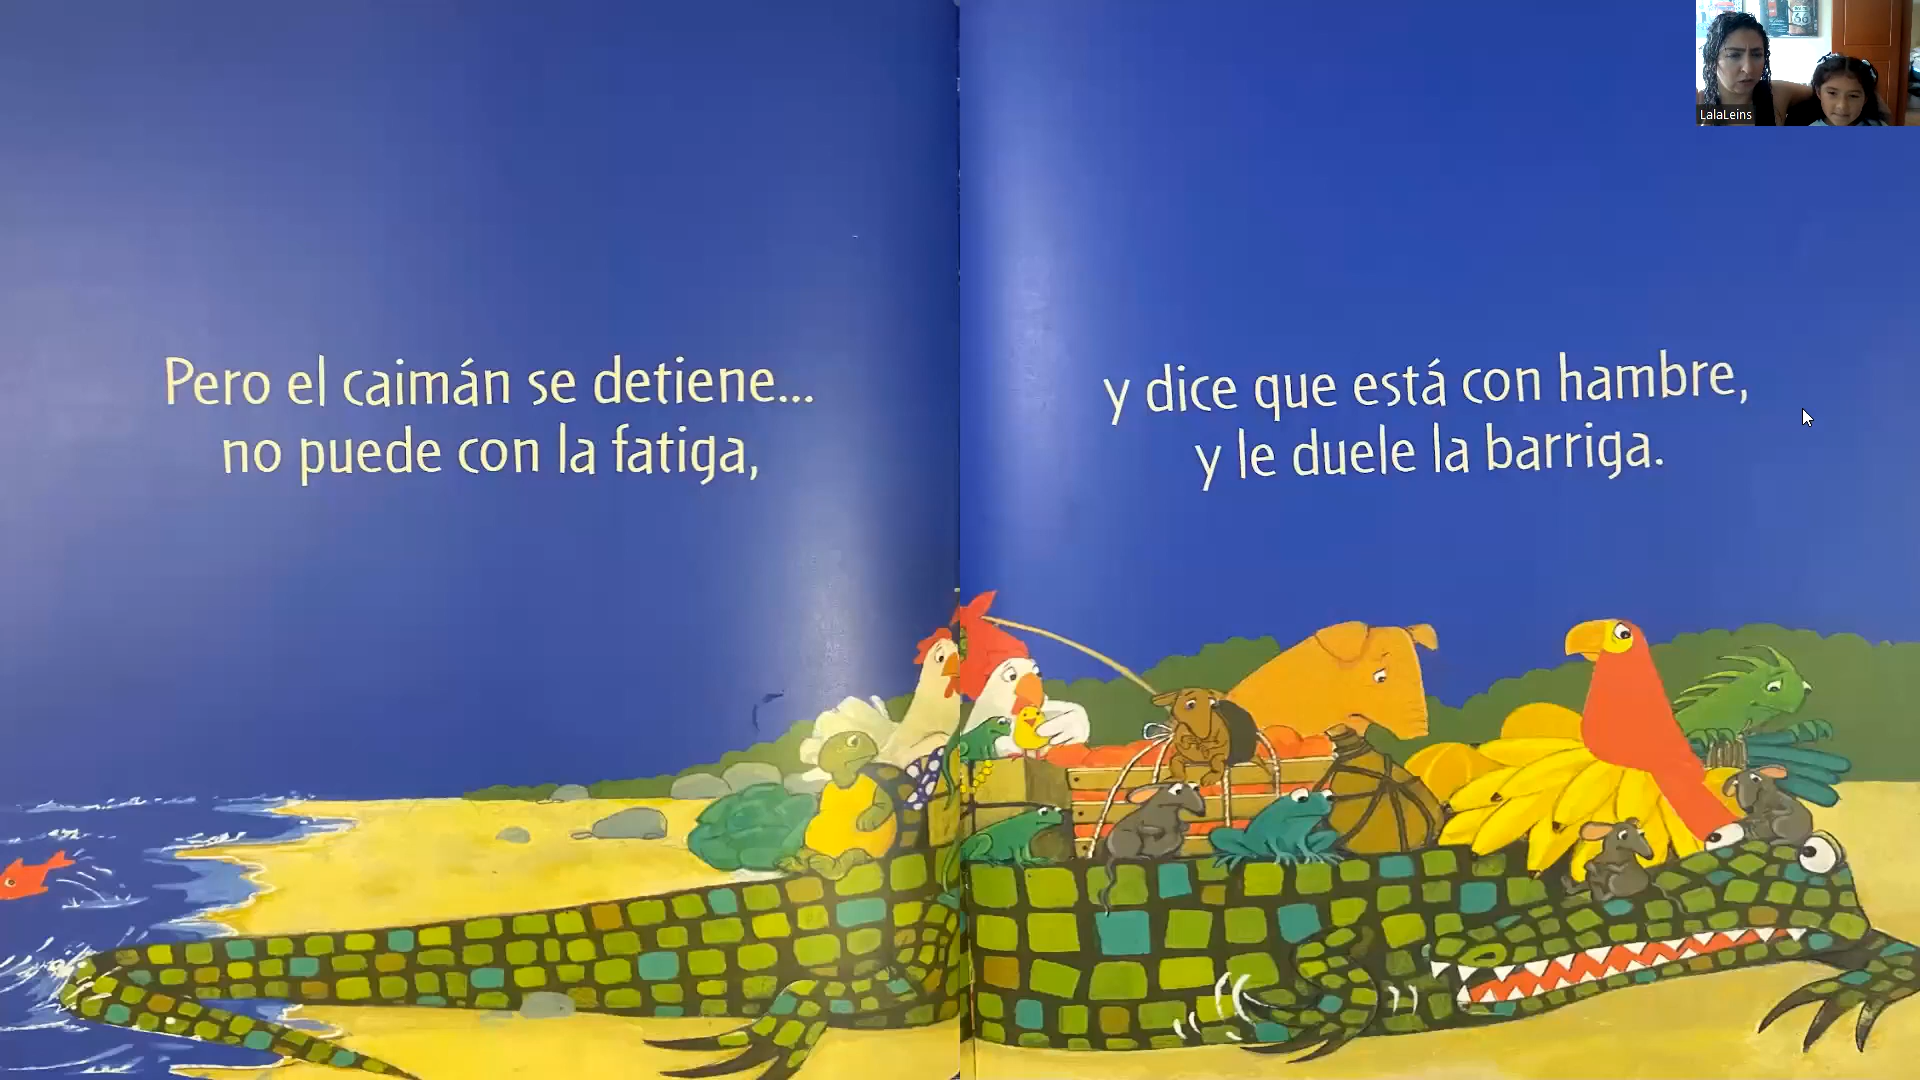 Pero el caimán se detiene...
no puede con la fatiga,
y dice que está con hambre,
y le duele la barriga.
LalaLeins